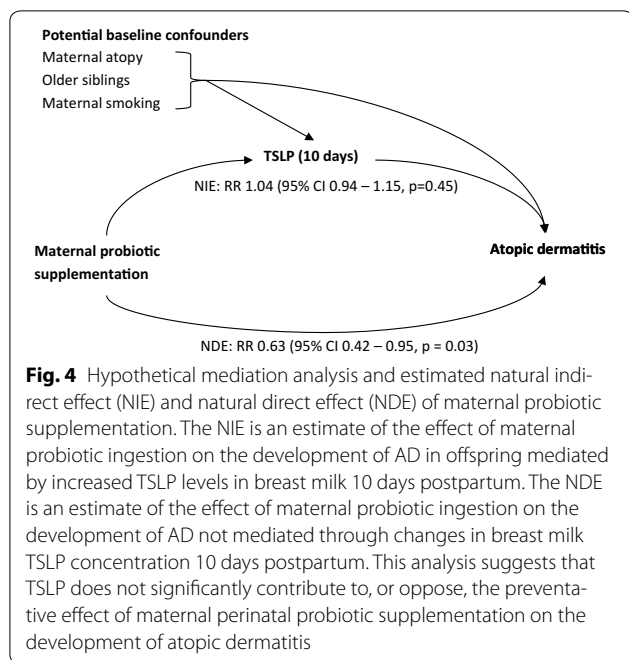 Potential baseline confounders
Maternal atopy
Older siblings
Maternal smoking
TSLP (10 days)
NIE: RR 1.04 (95% CI 0.94 – 1.15, p=0.45)
Maternal probiotic
supplementation
Atopic dermatitis
NDE: RR 0.63 (95% CI 0.42 – 0.95, p = 0.03)
Fig. 4 Hypothetical mediation analysis and estimated natural indi-
rect effect (NIE) and natural direct effect (NDE) of maternal probiotic
supplementation. The NIE is an estimate of the effect of maternal
probiotic ingestion on the development of AD in offspring mediated
by increased TSLP levels in breast milk 10 days postpartum. The NDE
is an estimate of the effect of maternal probiotic ingestion on the
development of AD not mediated through changes in breast milk
TSLP concentration 10 days postpartum. This analysis suggests that
TSLP does not significantly contribute to, or oppose, the preventa-
tive effect of maternal perinatal probiotic supplementation on the
development of atopic dermatitis